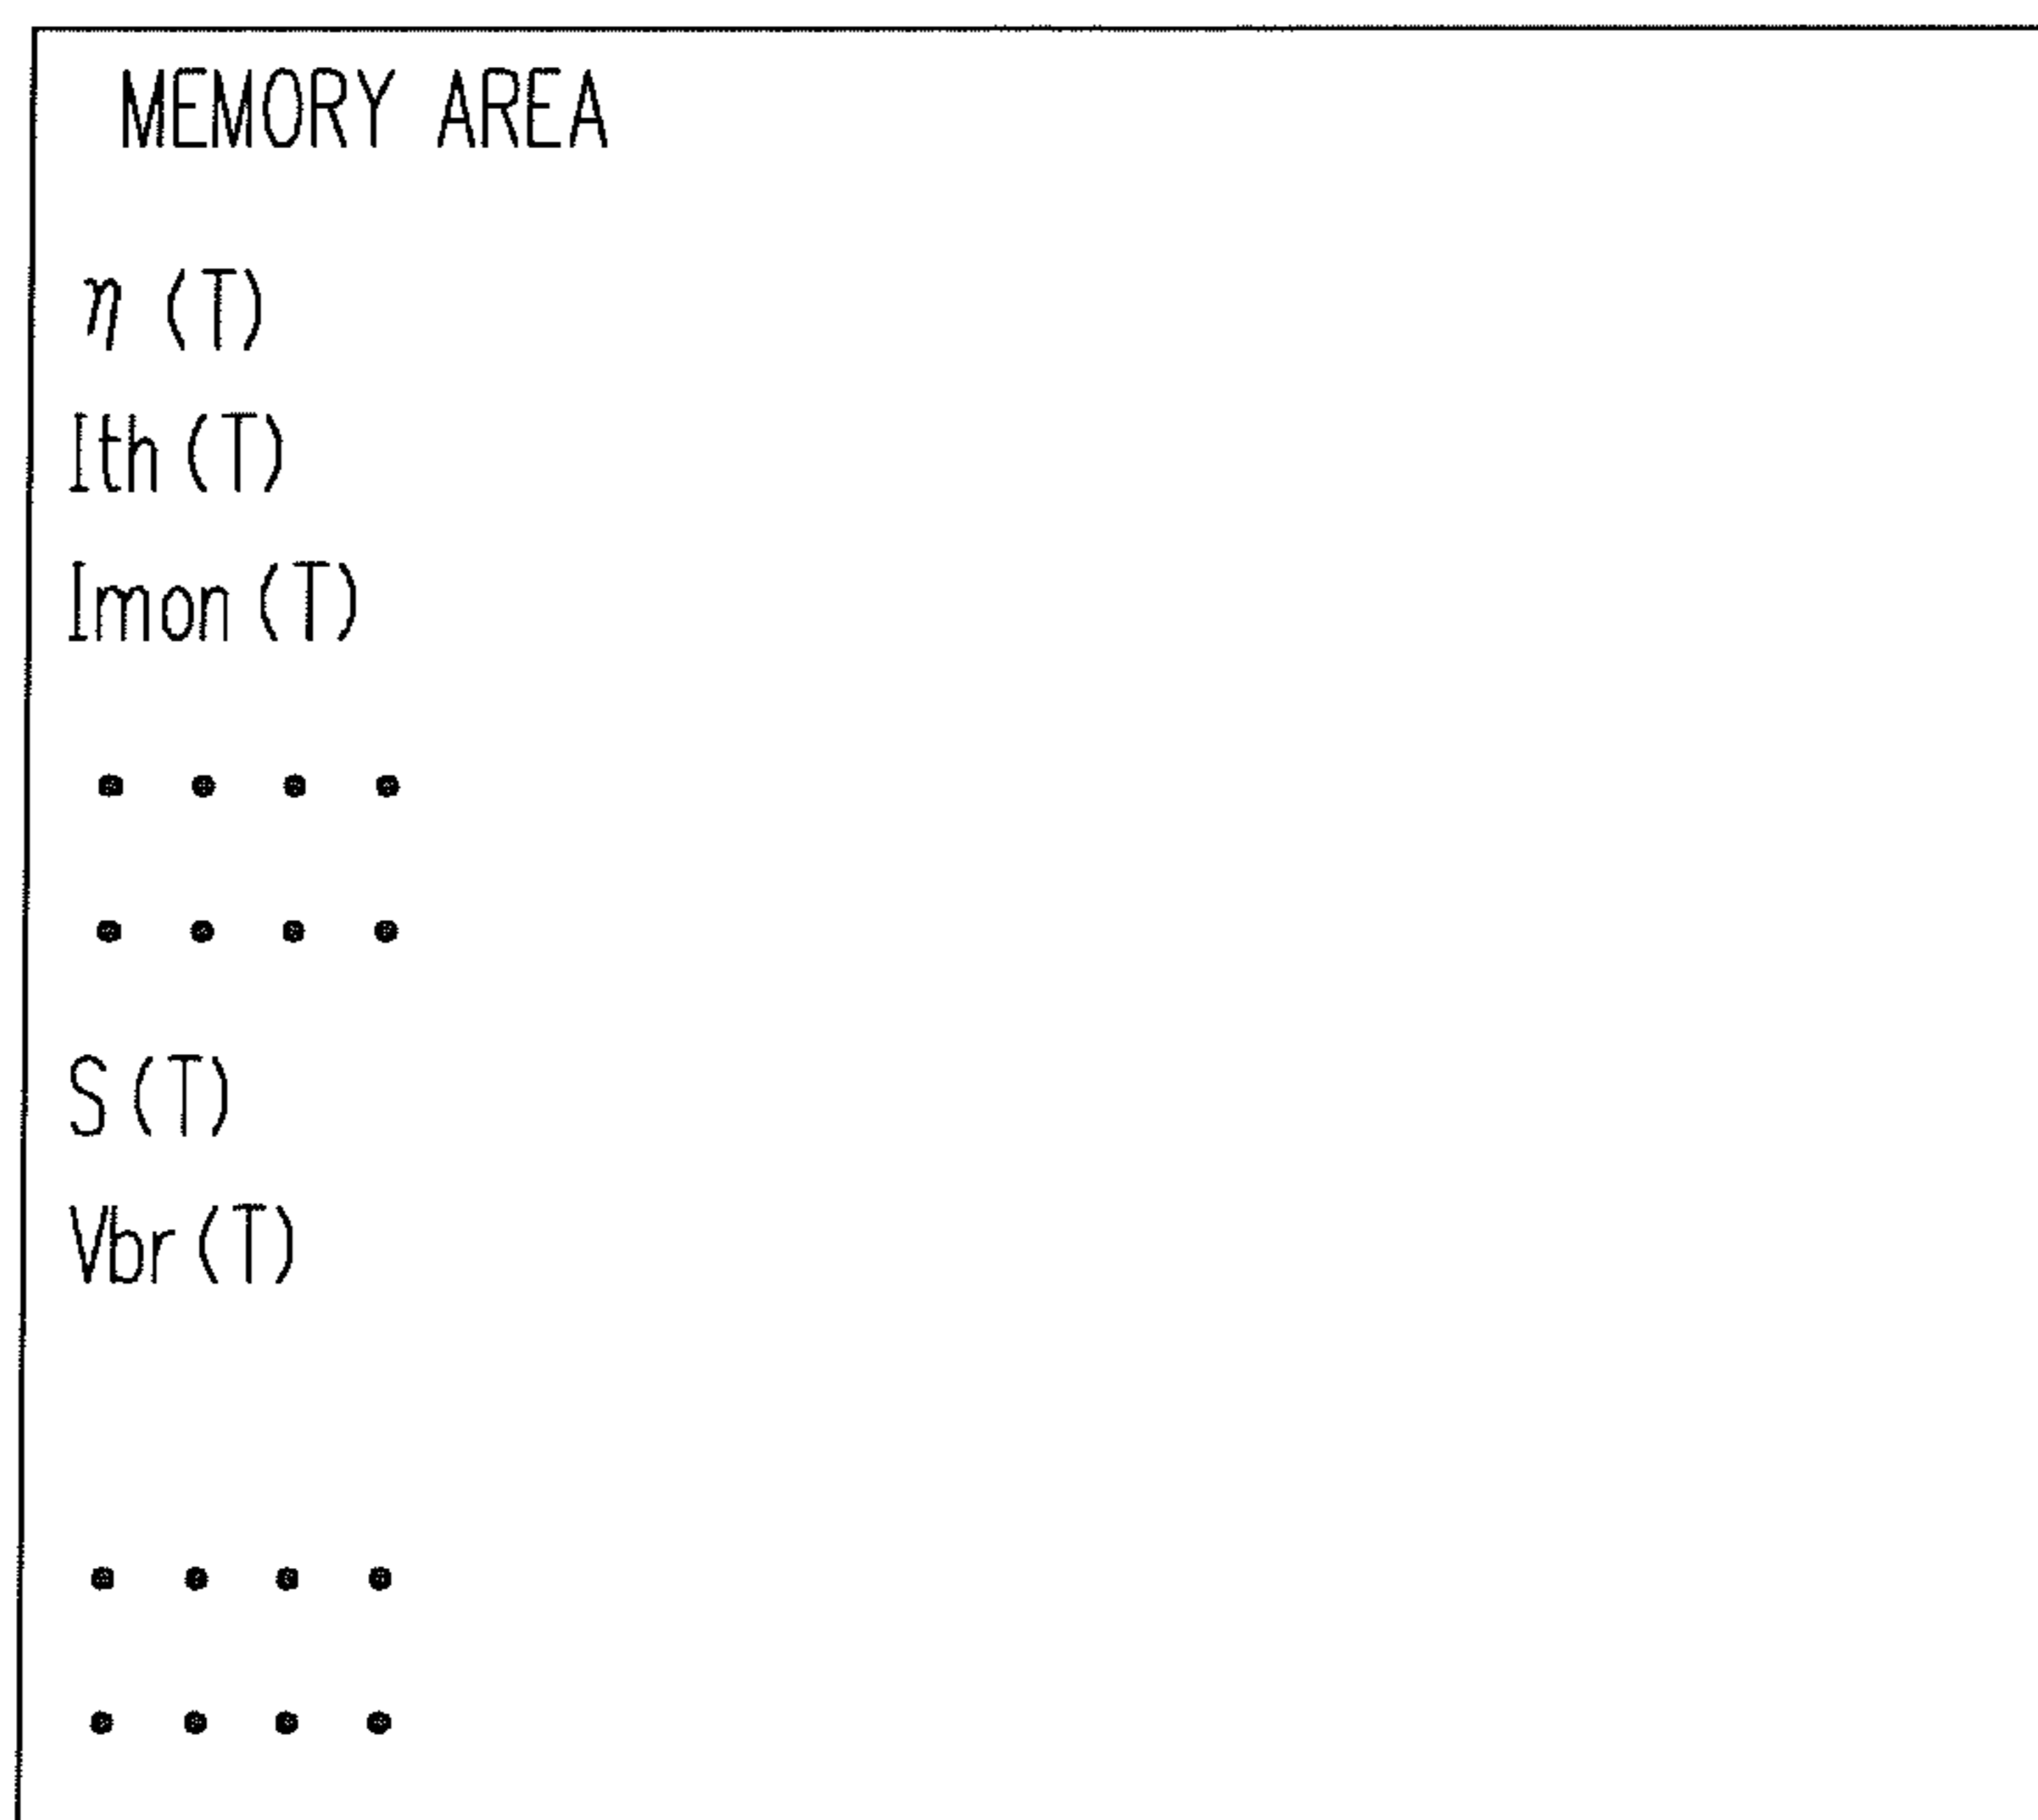 MEMORY AREA
η (T)
Ith (T)
Imon (T)
• • • •
• • • •
S (T)
Vbr (T)
• • • •
• • • •